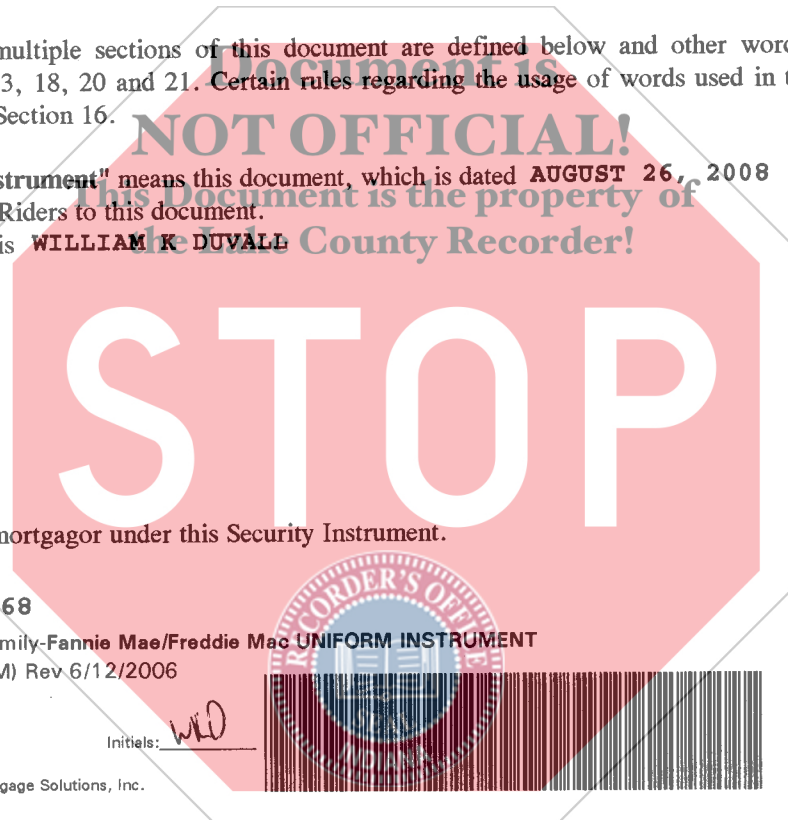 multiple sections of this document are defined below and other word
3, 18, 20 and 21. Certain rules regarding the usage of words used in t
Section 16.
Document is
NOT OFFICIAL!
strument" means this document, which is dated AUGUST 26, 2008
This Document is the property of
Riders to this document.
is WILLIAM K DUVALL
the Lake County Recorder!
STOP
mortgagor under this Security Instrument.
68
mily-Fannie Mae/Freddie Mac UNIFORM INSTRUMENT
M) Rev 6/12/2006
RECORDER'S OFFICE
SEAL
INDIANA
Initials: WKD
gage Solutions, Inc.